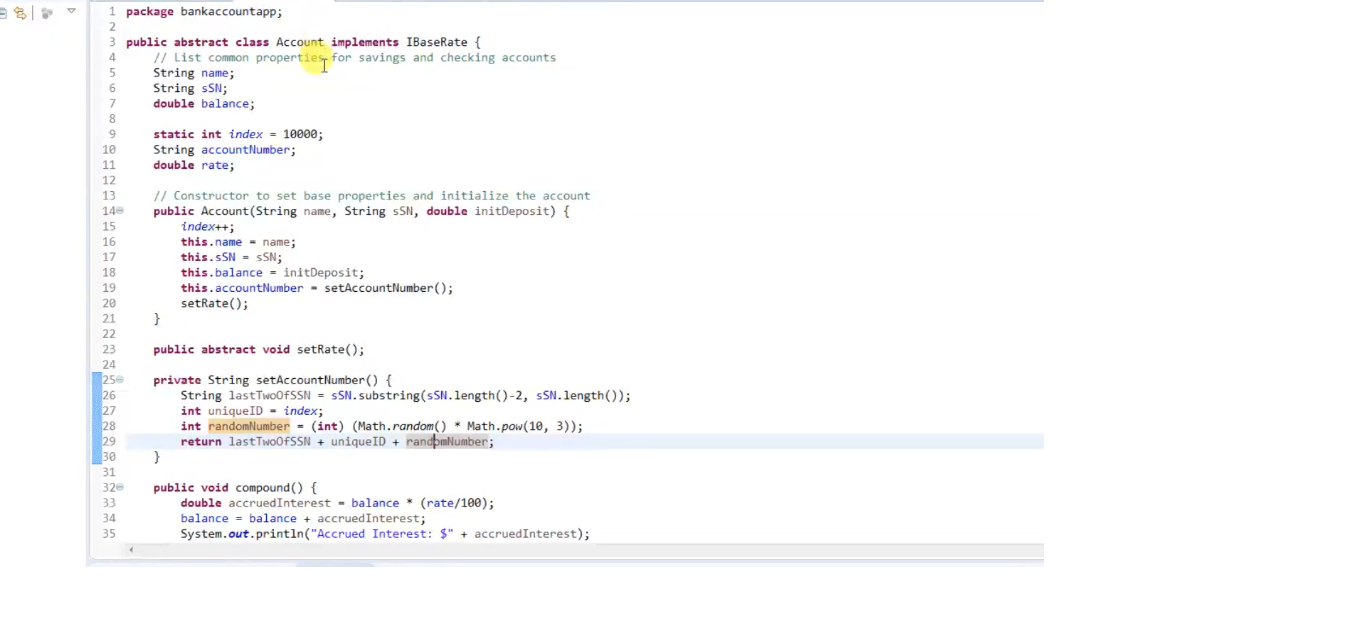 1 package bankaccountapp;
2
3 public abstract class Account implements IBaseRate {
4 // List common properties for savings and checking accounts
5 String name;
6 String sSN;
7 double balance;
8
9 static int index = 10000;
10 String accountNumber;
11 double rate;
12
13 // Constructor to set base properties and initialize the account
14 public Account(String name, String sSN, double initDeposit) {
15 index++;
16 this.name = name;
17 this.sSN = sSN;
18 this.balance = initDeposit;
19 this.accountNumber = setAccountNumber();
20 setRate();
21 }
22
23 public abstract void setRate();
24
25 private String setAccountNumber() {
26 String lastTwoOfSSN = sSN.substring(sSN.length()-2, sSN.length());
27 int uniqueID = index;
28 int randomNumber = (int) (Math.random() * Math.pow(10, 3));
29 return lastTwoOfSSN + uniqueID + randomNumber;
30 }
31
32 public void compound() {
33 double accruedInterest = balance * (rate/100);
34 balance = balance + accruedInterest;
35 System.out.println("Accrued Interest: $" + accruedInterest);